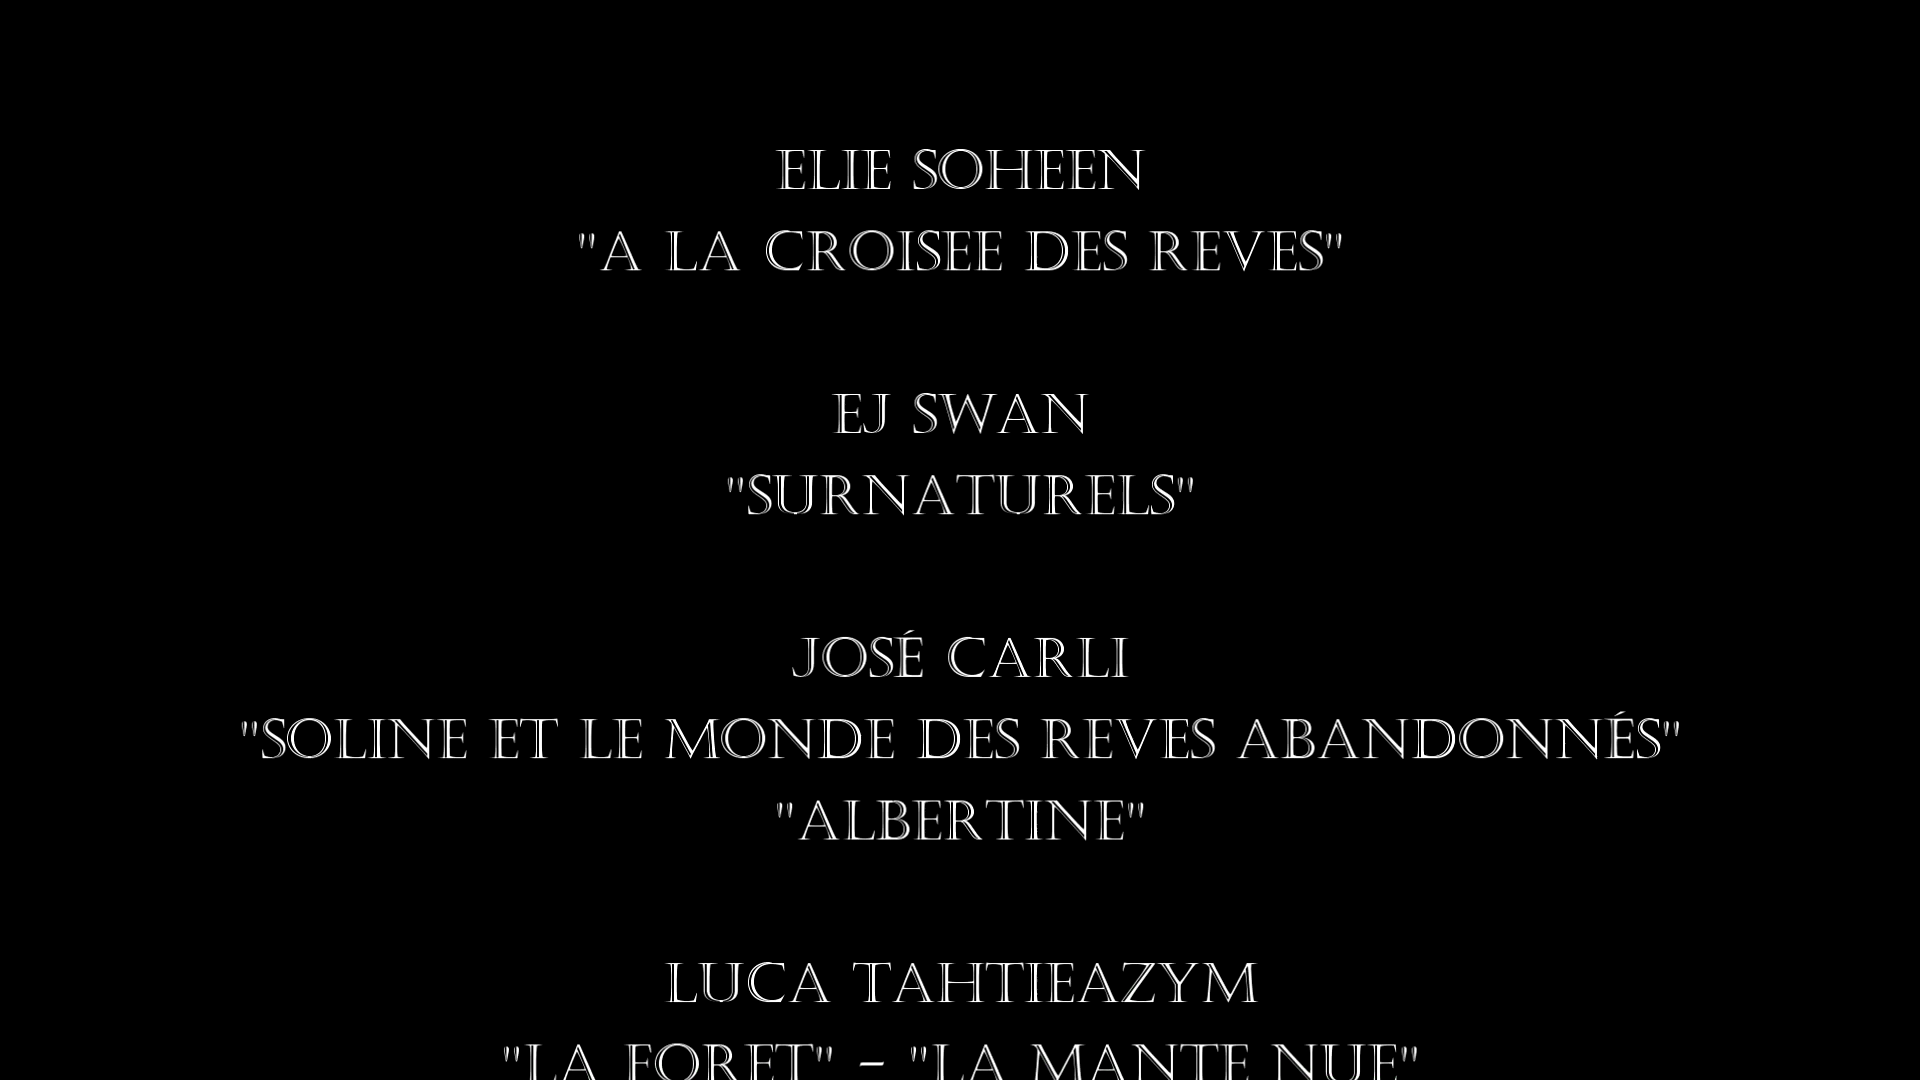 ELIE SOHEEN
"A LA CROISEE DES REVES"
EJ SWAN
"SURNATURELS"
JOSÉ CARLI
"SOLINE ET LE MONDE DES REVES ABANDONNÉS"
"ALBERTINE"
LUCA TAHTIEAZYM
"LA FORET" - "LA MANTE NUE"